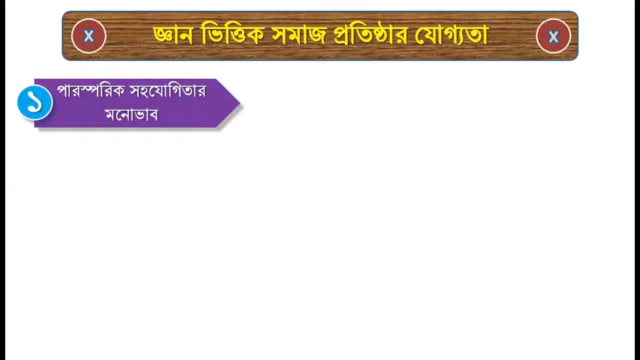 x জ্ঞান ভিত্তিক সমাজ প্রতিষ্ঠার যোগ্যতা x
১ পারস্পরিক সহযোগিতার
মনোভাব